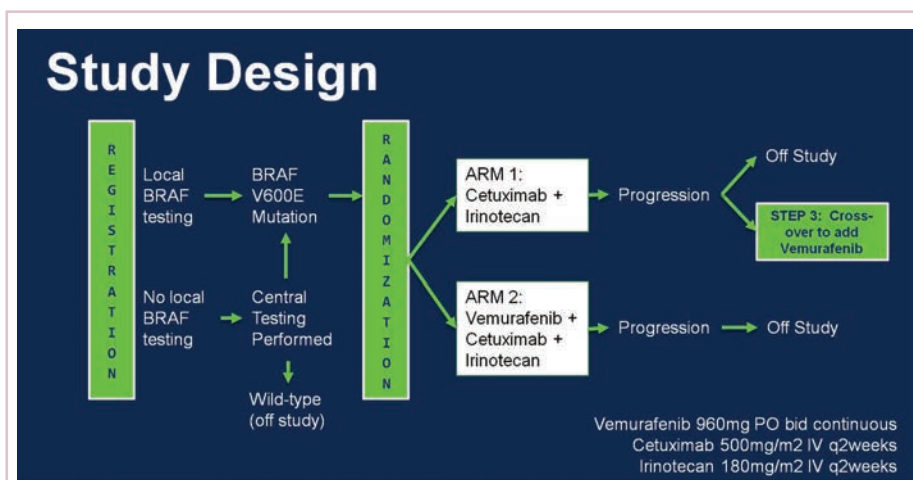 Study Design
REGISTRATION
Local
BRAF
testing
BRAF
V600E
Mutation
No local
BRAF
testing
Central
Testing
Performed
Wild-type
(off study)
RANDOMIZATION
ARM 1:
Cetuximab +
Irinotecan
Progression
Off Study
STEP 3: Cross-
over to add
Vemurafenib
ARM 2:
Vemurafenib +
Cetuximab +
Irinotecan
Progression
Off Study
Vemurafenib 960mg PO bid continuous
Cetuximab 500mg/m2 IV q2weeks
Irinotecan 180mg/m2 IV q2weeks